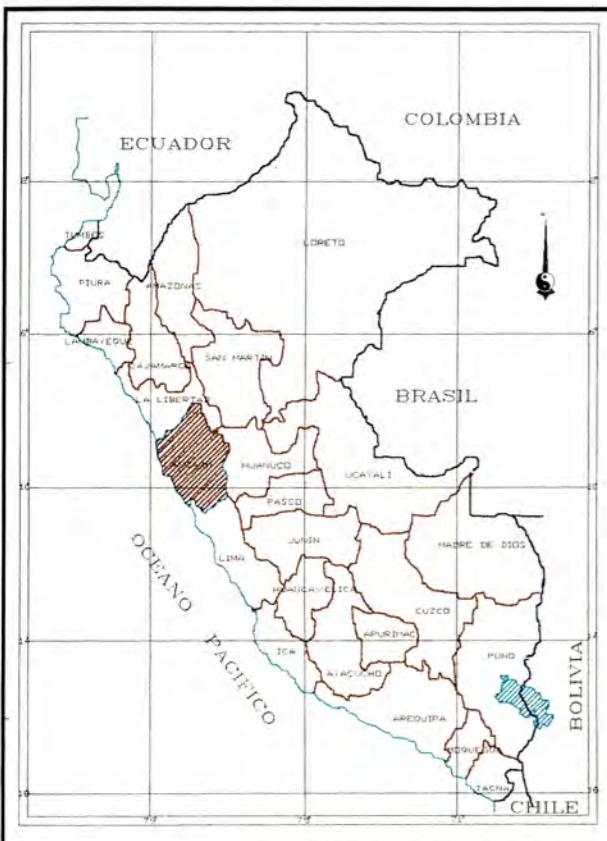 COLOMBIA
ECUADOR
TUMBES
LORETO
PIURA
AMAZONAS
LAMBAYEQUE
SAN MARTIN
CAJAMARCA
BRASIL
LA LIBERTAD
HUANUCO
UCAYALI
PASCO
JUNIN
MADRE DE DIOS
LIMA
HUANCAVELICA
CUZCO
OCEANO PACIFICO
APURIMAC
ICA
PUNO
AYACUCHO
BOLIVIA
AREQUIPA
MOQUEGUA
TACNA
CHILE